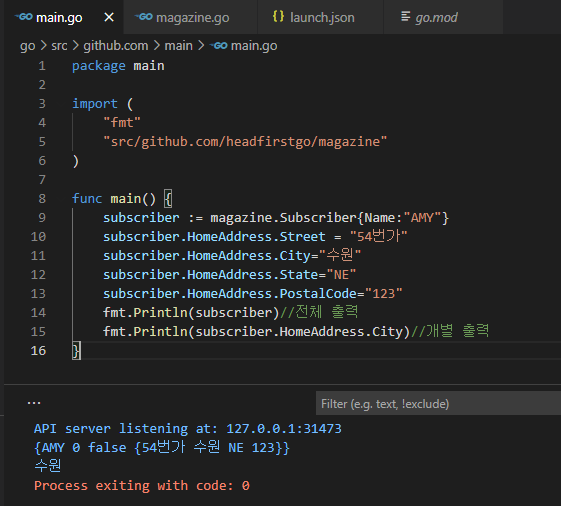 main.go × magazine.go {} launch.json go.mod
go > src > github.com > main > main.go
1 package main
2
3 import (
4 "fmt"
5 "src/github.com/headfirstgo/magazine"
6 )
7
8 func main() {
9 subscriber := magazine.Subscriber{Name:"AMY"}
10 subscriber.HomeAddress.Street = "54번가"
11 subscriber.HomeAddress.City="수원"
12 subscriber.HomeAddress.State="NE"
13 subscriber.HomeAddress.PostalCode="123"
14 fmt.Println(subscriber)//전체 출력
15 fmt.Println(subscriber.HomeAddress.City)//개별 출력
16 }
... Filter (e.g. text, !exclude)
API server listening at: 127.0.0.1:31473
{AMY 0 false {54번가 수원 NE 123}}
수원
Process exiting with code: 0